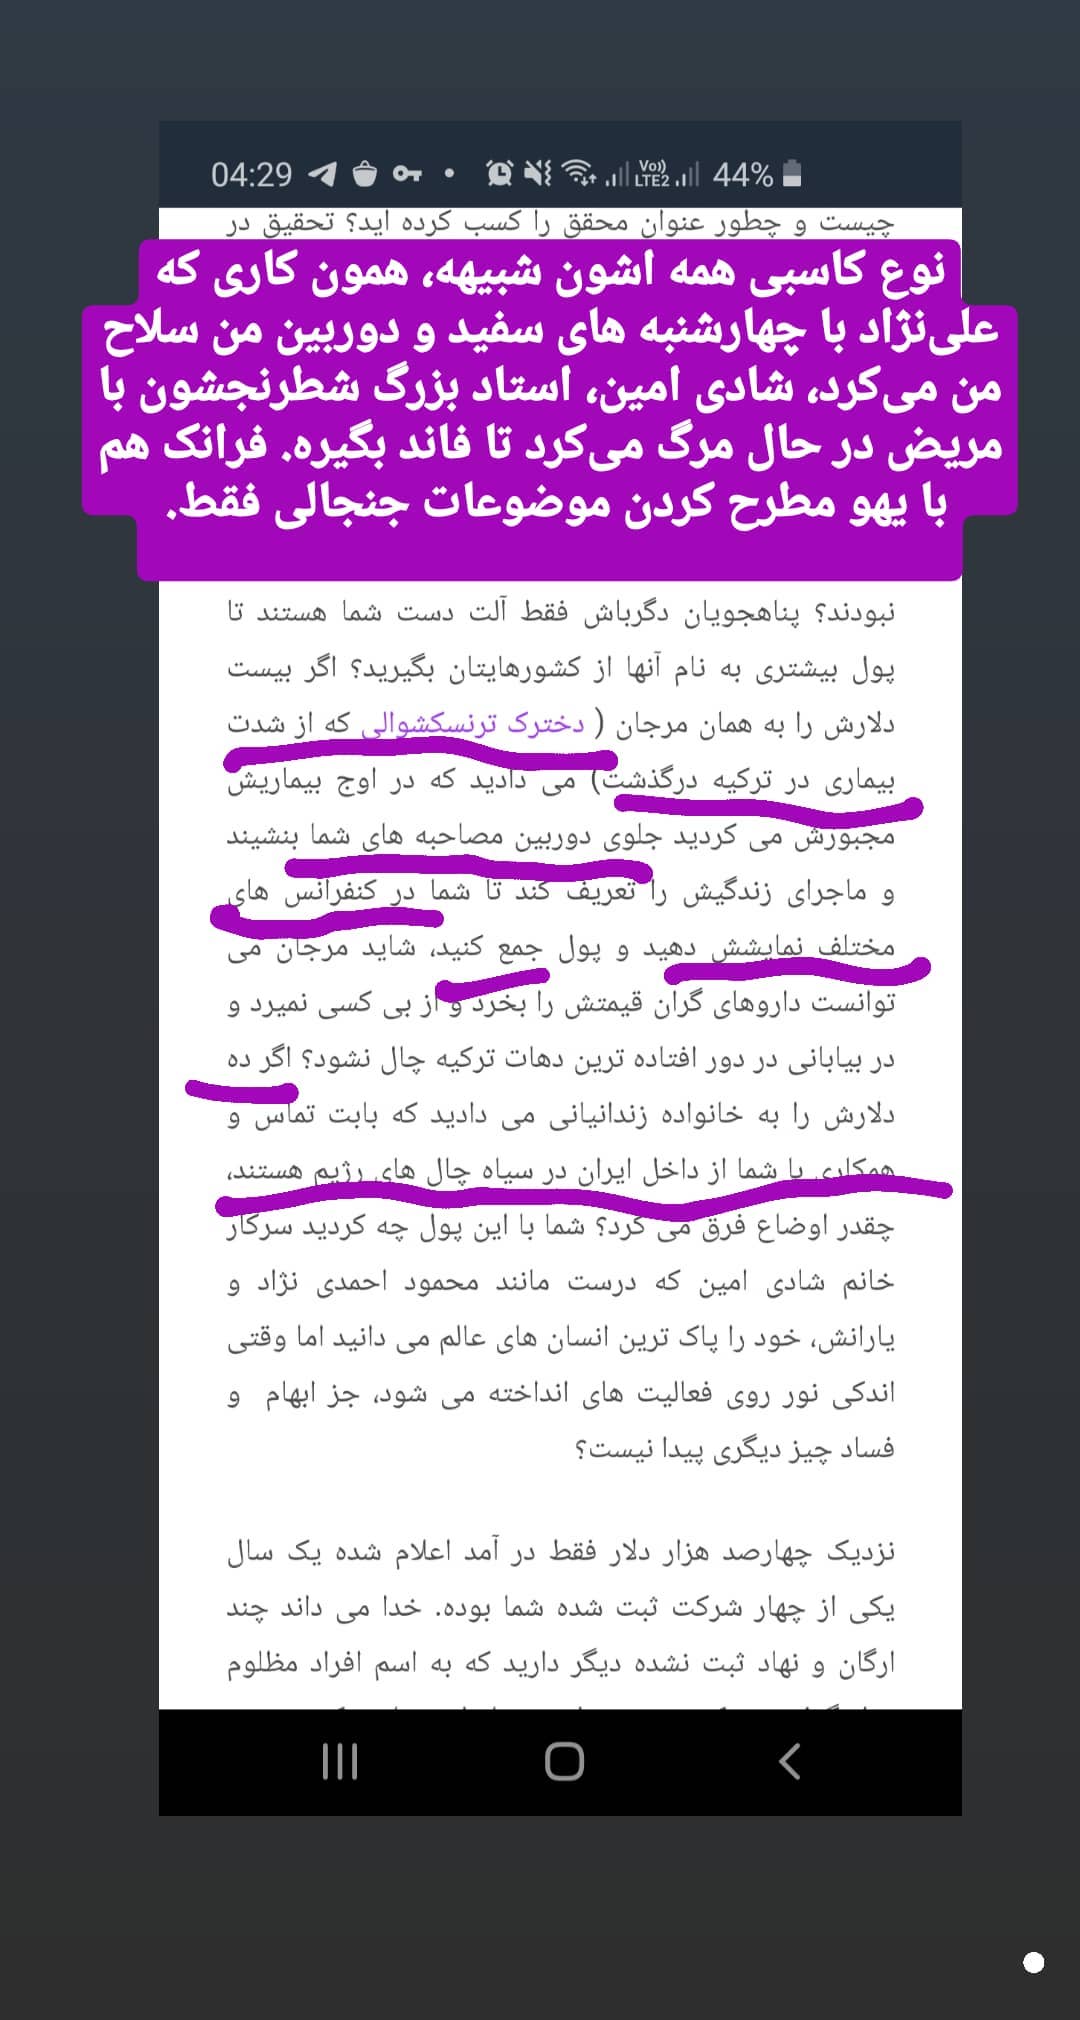 04:29
Vo))
LTE2
44%
چیست و چطور عنوان محقق را کسب کرده اید؟ تحقیق در
نوع کاسبی همه اشون شبیهه، همون کاری که
علی‌نژاد با چهارشنبه های سفید و دوربین من سلاح
من می‌کرد، شادی امین، استاد بزرگ شطرنجشون با
مریض در حال مرگ می‌کرد تا فاند بگیره. فرانک هم
با یهو مطرح کردن موضوعات جنجالی فقط.
نبودند؟ پناهجویان دگرباش فقط آلت دست شما هستند تا
پول بیشتری به نام آنها از کشورهایتان بگیرید؟ اگر بیست
دلارش را به همان مرجان ( دخترک ترنسکشوالی که از شدت
بیماری در ترکیه درگذشت) می دادید که در اوج بیماریش
مجبورش می کردید جلوی دوربین مصاحبه های شما بنشیند
و ماجرای زندگیش را تعریف کند تا شما در کنفرانس های
مختلف نمایشش دهید و پول جمع کنید، شاید مرجان می
توانست داروهای گران قیمتش را بخرد و از بی کسی نمیرد و
در بیابانی در دور افتاده ترین دهات ترکیه چال نشود؟ اگر ده
دلارش را به خانواده زندانیانی می دادید که بابت تماس و
همکاری با شما از داخل ایران در سیاه چال های رژیم هستند،
چقدر اوضاع فرق می کرد؟ شما با این پول چه کردید سرکار
خانم شادی امین که درست مانند محمود احمدی نژاد و
یارانش، خود را پاک ترین انسان های عالم می دانید اما وقتی
اندکی نور روی فعالیت های انداخته می شود، جز ابهام و
فساد چیز دیگری پیدا نیست؟
نزدیک چهارصد هزار دلار فقط در آمد اعلام شده یک سال
یکی از چهار شرکت ثبت شده شما بوده. خدا می داند چند
ارگان و نهاد ثبت نشده دیگر دارید که به اسم افراد مظلوم